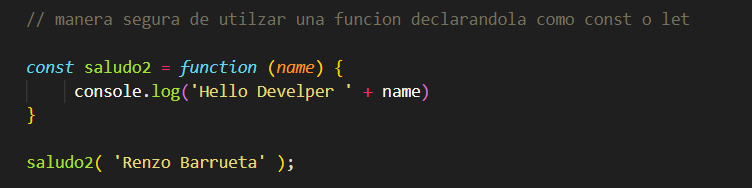 // manera segura de utilzar una funcion declarandola como const o let
const saludo2 = function (name) {
console.log('Hello Develper ' + name)
}
saludo2( 'Renzo Barrueta' );